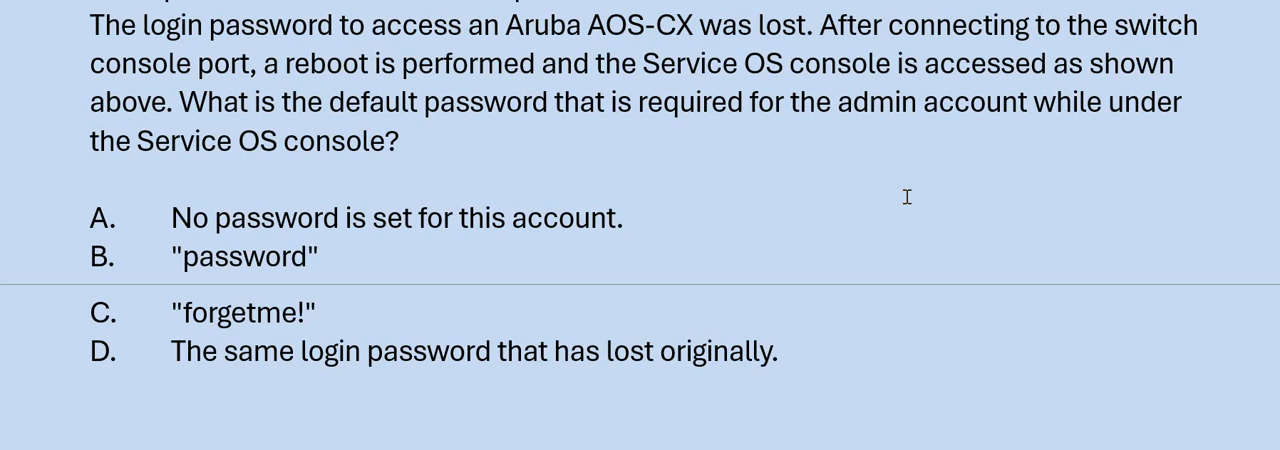 The login password to access an Aruba AOS-CX was lost. After connecting to the switch
console port, a reboot is performed and the Service OS console is accessed as shown
above. What is the default password that is required for the admin account while under
the Service OS console?
A. No password is set for this account.
B. "password"
C. "forgetme!"
D. The same login password that has lost originally.